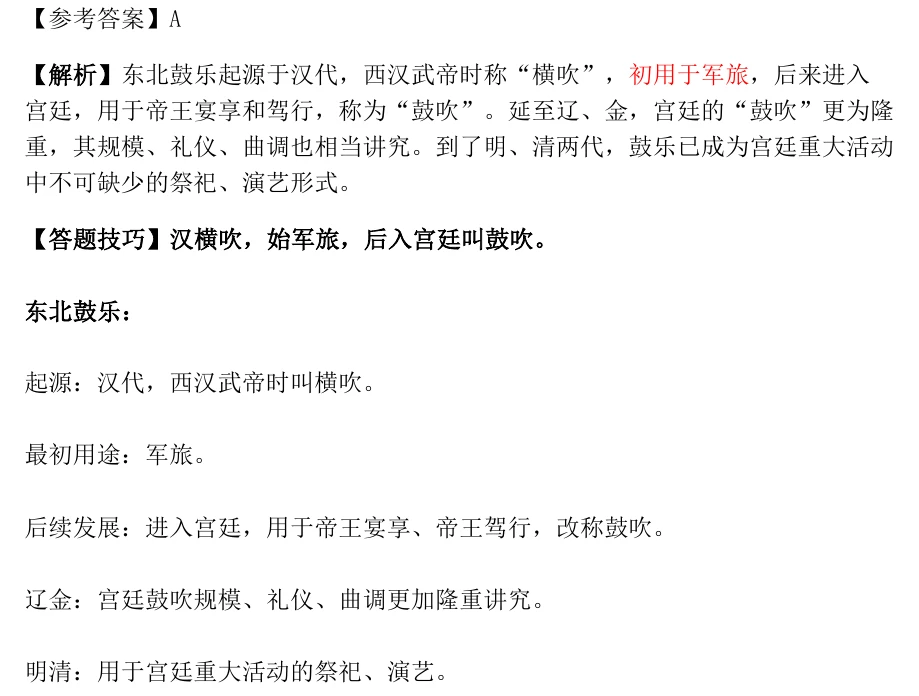 【参考答案】A
【解析】东北鼓乐起源于汉代，西汉武帝时称“横吹”，初用于军旅，后来进入
宫廷，用于帝王宴享和驾行，称为“鼓吹”。延至辽、金，宫廷的“鼓吹”更为隆
重，其规模、礼仪、曲调也相当讲究。到了明、清两代，鼓乐已成为宫廷重大活动
中不可缺少的祭祀、演艺形式。
【答题技巧】汉横吹，始军旅，后入宫廷叫鼓吹。
东北鼓乐：
起源：汉代，西汉武帝时叫横吹。
最初用途：军旅。
后续发展：进入宫廷，用于帝王宴享、帝王驾行，改称鼓吹。
辽金：宫廷鼓吹规模、礼仪、曲调更加隆重讲究。
明清：用于宫廷重大活动的祭祀、演艺。